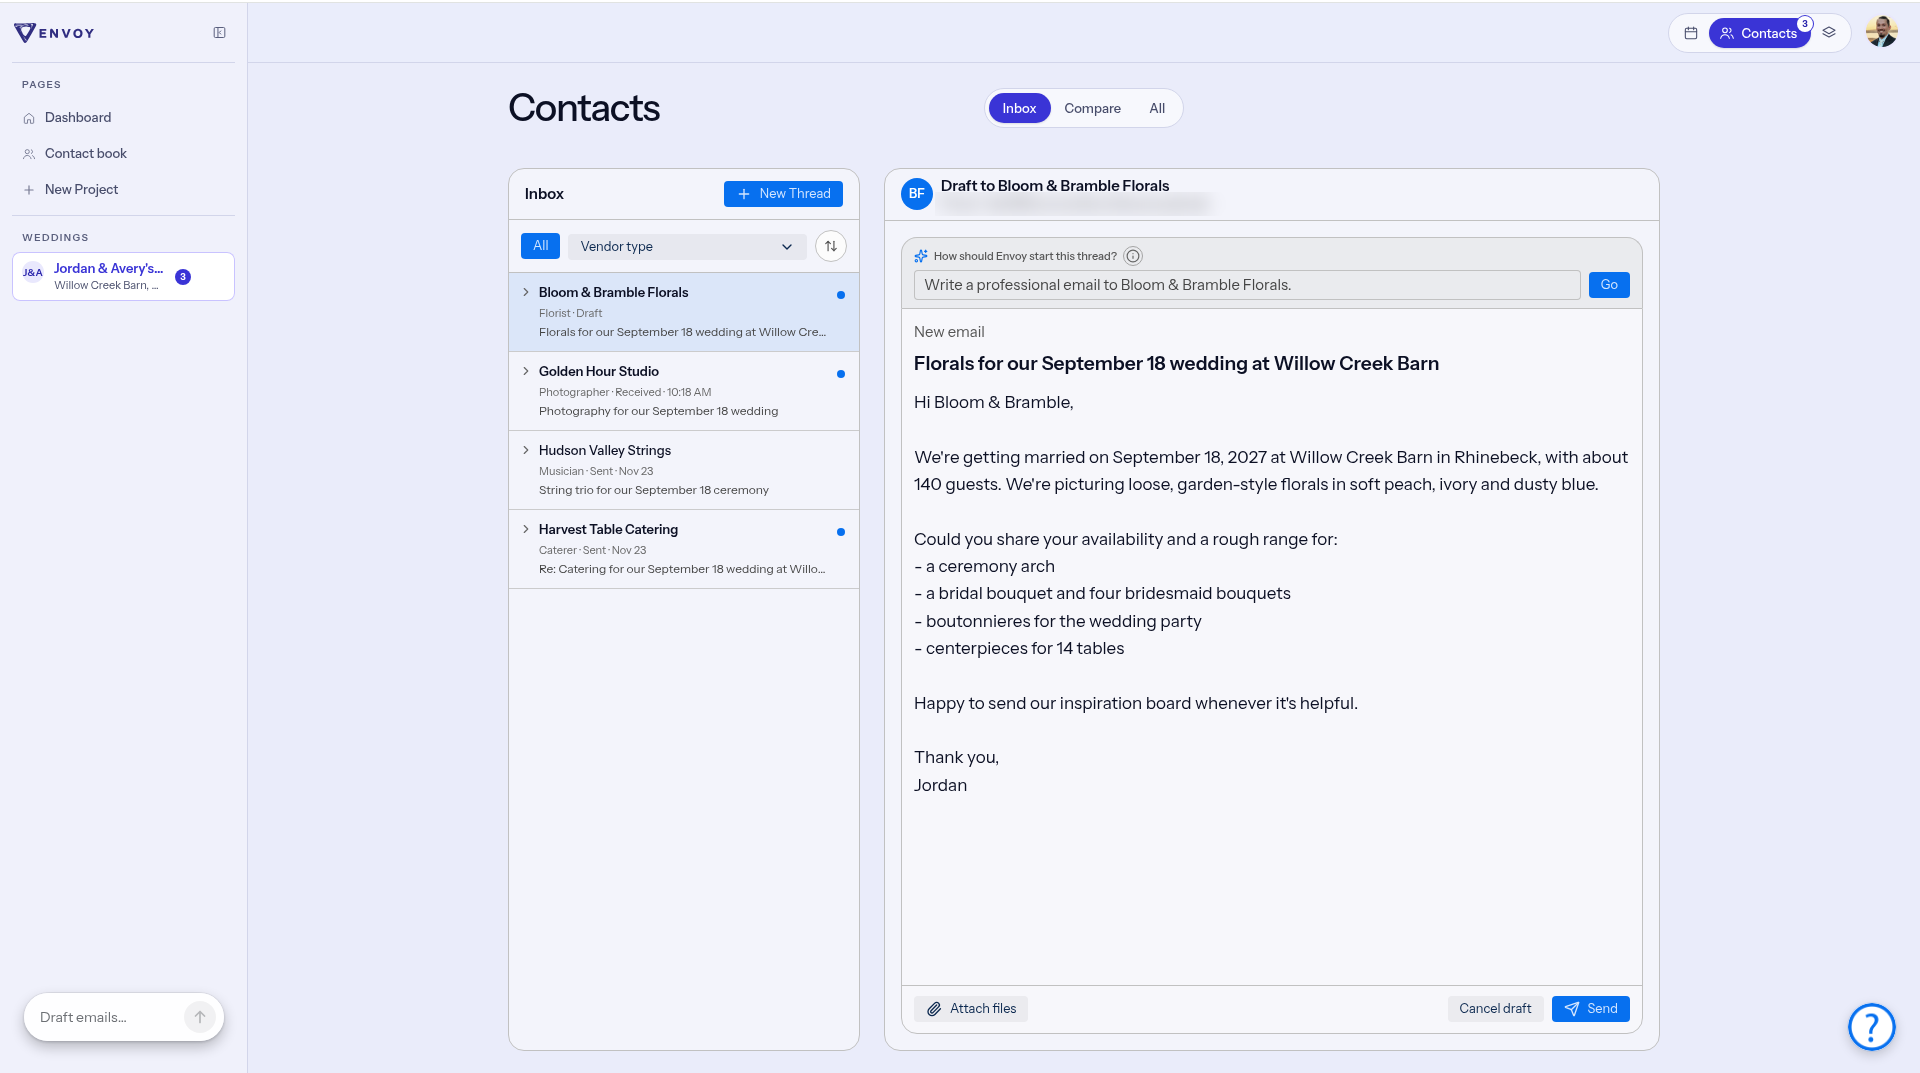 ENVOY
Contacts
3
PAGES
Dashboard
Contact book
New Project
WEDDINGS
J&A
Jordan & Avery's...
Willow Creek Barn, ...
3
Draft emails...
Contacts
Inbox
Compare
All
Inbox
New Thread
All
Vendor type
Bloom & Bramble Florals
Florist · Draft
Florals for our September 18 wedding at Willow Cre...
Golden Hour Studio
Photographer · Received · 10:18 AM
Photography for our September 18 wedding
Hudson Valley Strings
Musician · Sent · Nov 23
String trio for our September 18 ceremony
Harvest Table Catering
Caterer · Sent · Nov 23
Re: Catering for our September 18 wedding at Willo...
BF
Draft to Bloom & Bramble Florals
How should Envoy start this thread?
Write a professional email to Bloom & Bramble Florals.
Go
New email
Florals for our September 18 wedding at Willow Creek Barn
Hi Bloom & Bramble,
We're getting married on September 18, 2027 at Willow Creek Barn in Rhinebeck, with about
140 guests. We're picturing loose, garden-style florals in soft peach, ivory and dusty blue.
Could you share your availability and a rough range for:
- a ceremony arch
- a bridal bouquet and four bridesmaid bouquets
- boutonnieres for the wedding party
- centerpieces for 14 tables
Happy to send our inspiration board whenever it's helpful.
Thank you,
Jordan
Attach files
Cancel draft
Send
?